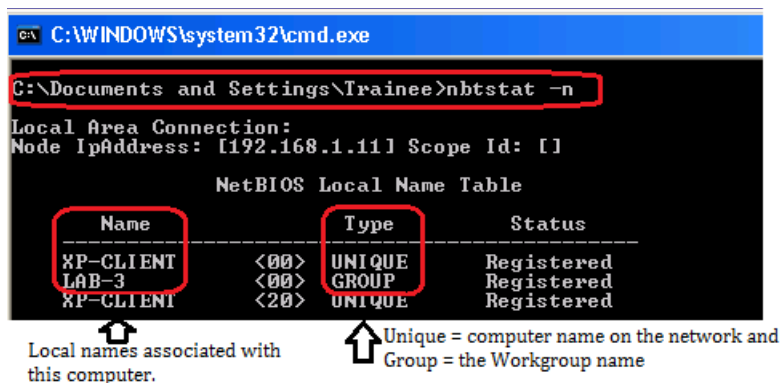 C:\WINDOWS\system32\cmd.exe
C:\Documents and Settings\Trainee>nbtstat -n
Local Area Connection:
Node IpAddress: [192.168.1.11] Scope Id: []
NetBIOS Local Name Table
Name Type Status
---------------------------------------------
XP-CLIENT <00> UNIQUE Registered
LAB-3 <00> GROUP Registered
XP-CLIENT <20> UNIQUE Registered
Local names associated with
this computer.
Unique = computer name on the network and
Group = the Workgroup name